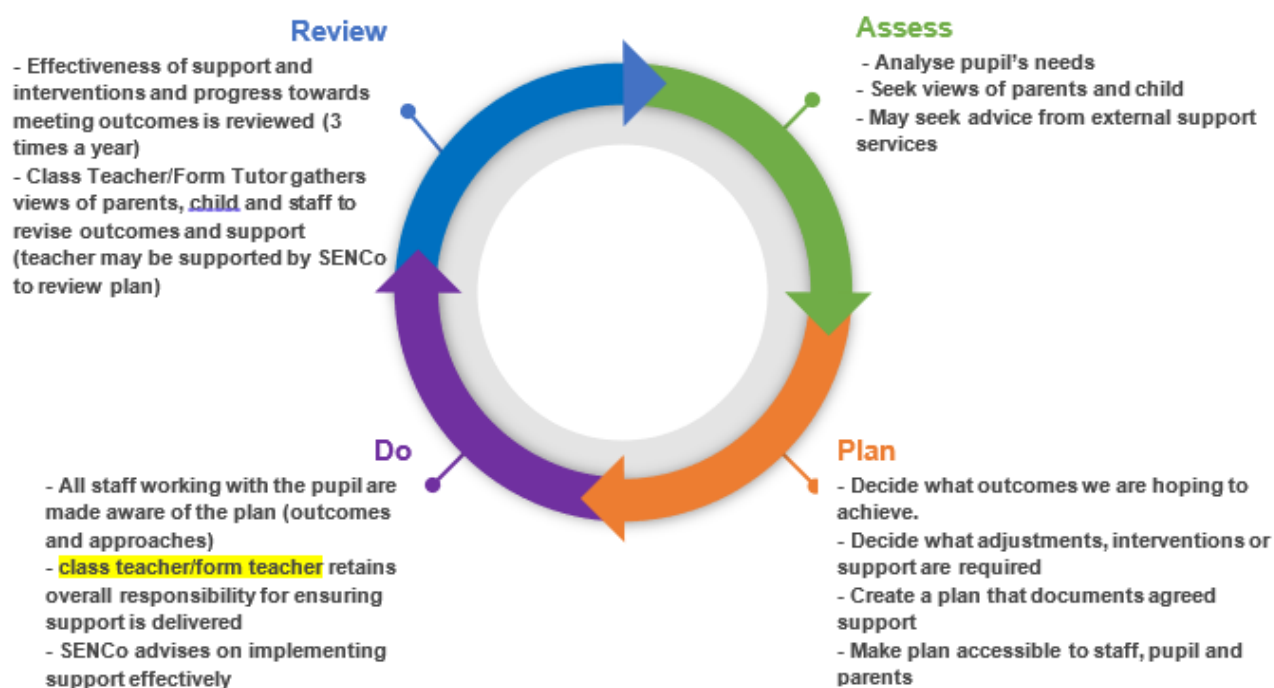 Review
- Effectiveness of support and
interventions and progress towards
meeting outcomes is reviewed (3
times a year)
- Class Teacher/Form Tutor gathers
views of parents, child and staff to
revise outcomes and support
(teacher may be supported by SENCo
to review plan)
Assess
- Analyse pupil's needs
- Seek views of parents and child
- May seek advice from external support
services
Do
- All staff working with the pupil are
made aware of the plan (outcomes
and approaches)
- class teacher/form teacher retains
overall responsibility for ensuring
support is delivered
- SENCo advises on implementing
support effectively
Plan
- Decide what outcomes we are hoping to
achieve.
- Decide what adjustments, interventions or
support are required
- Create a plan that documents agreed
support
- Make plan accessible to staff, pupil and
parents